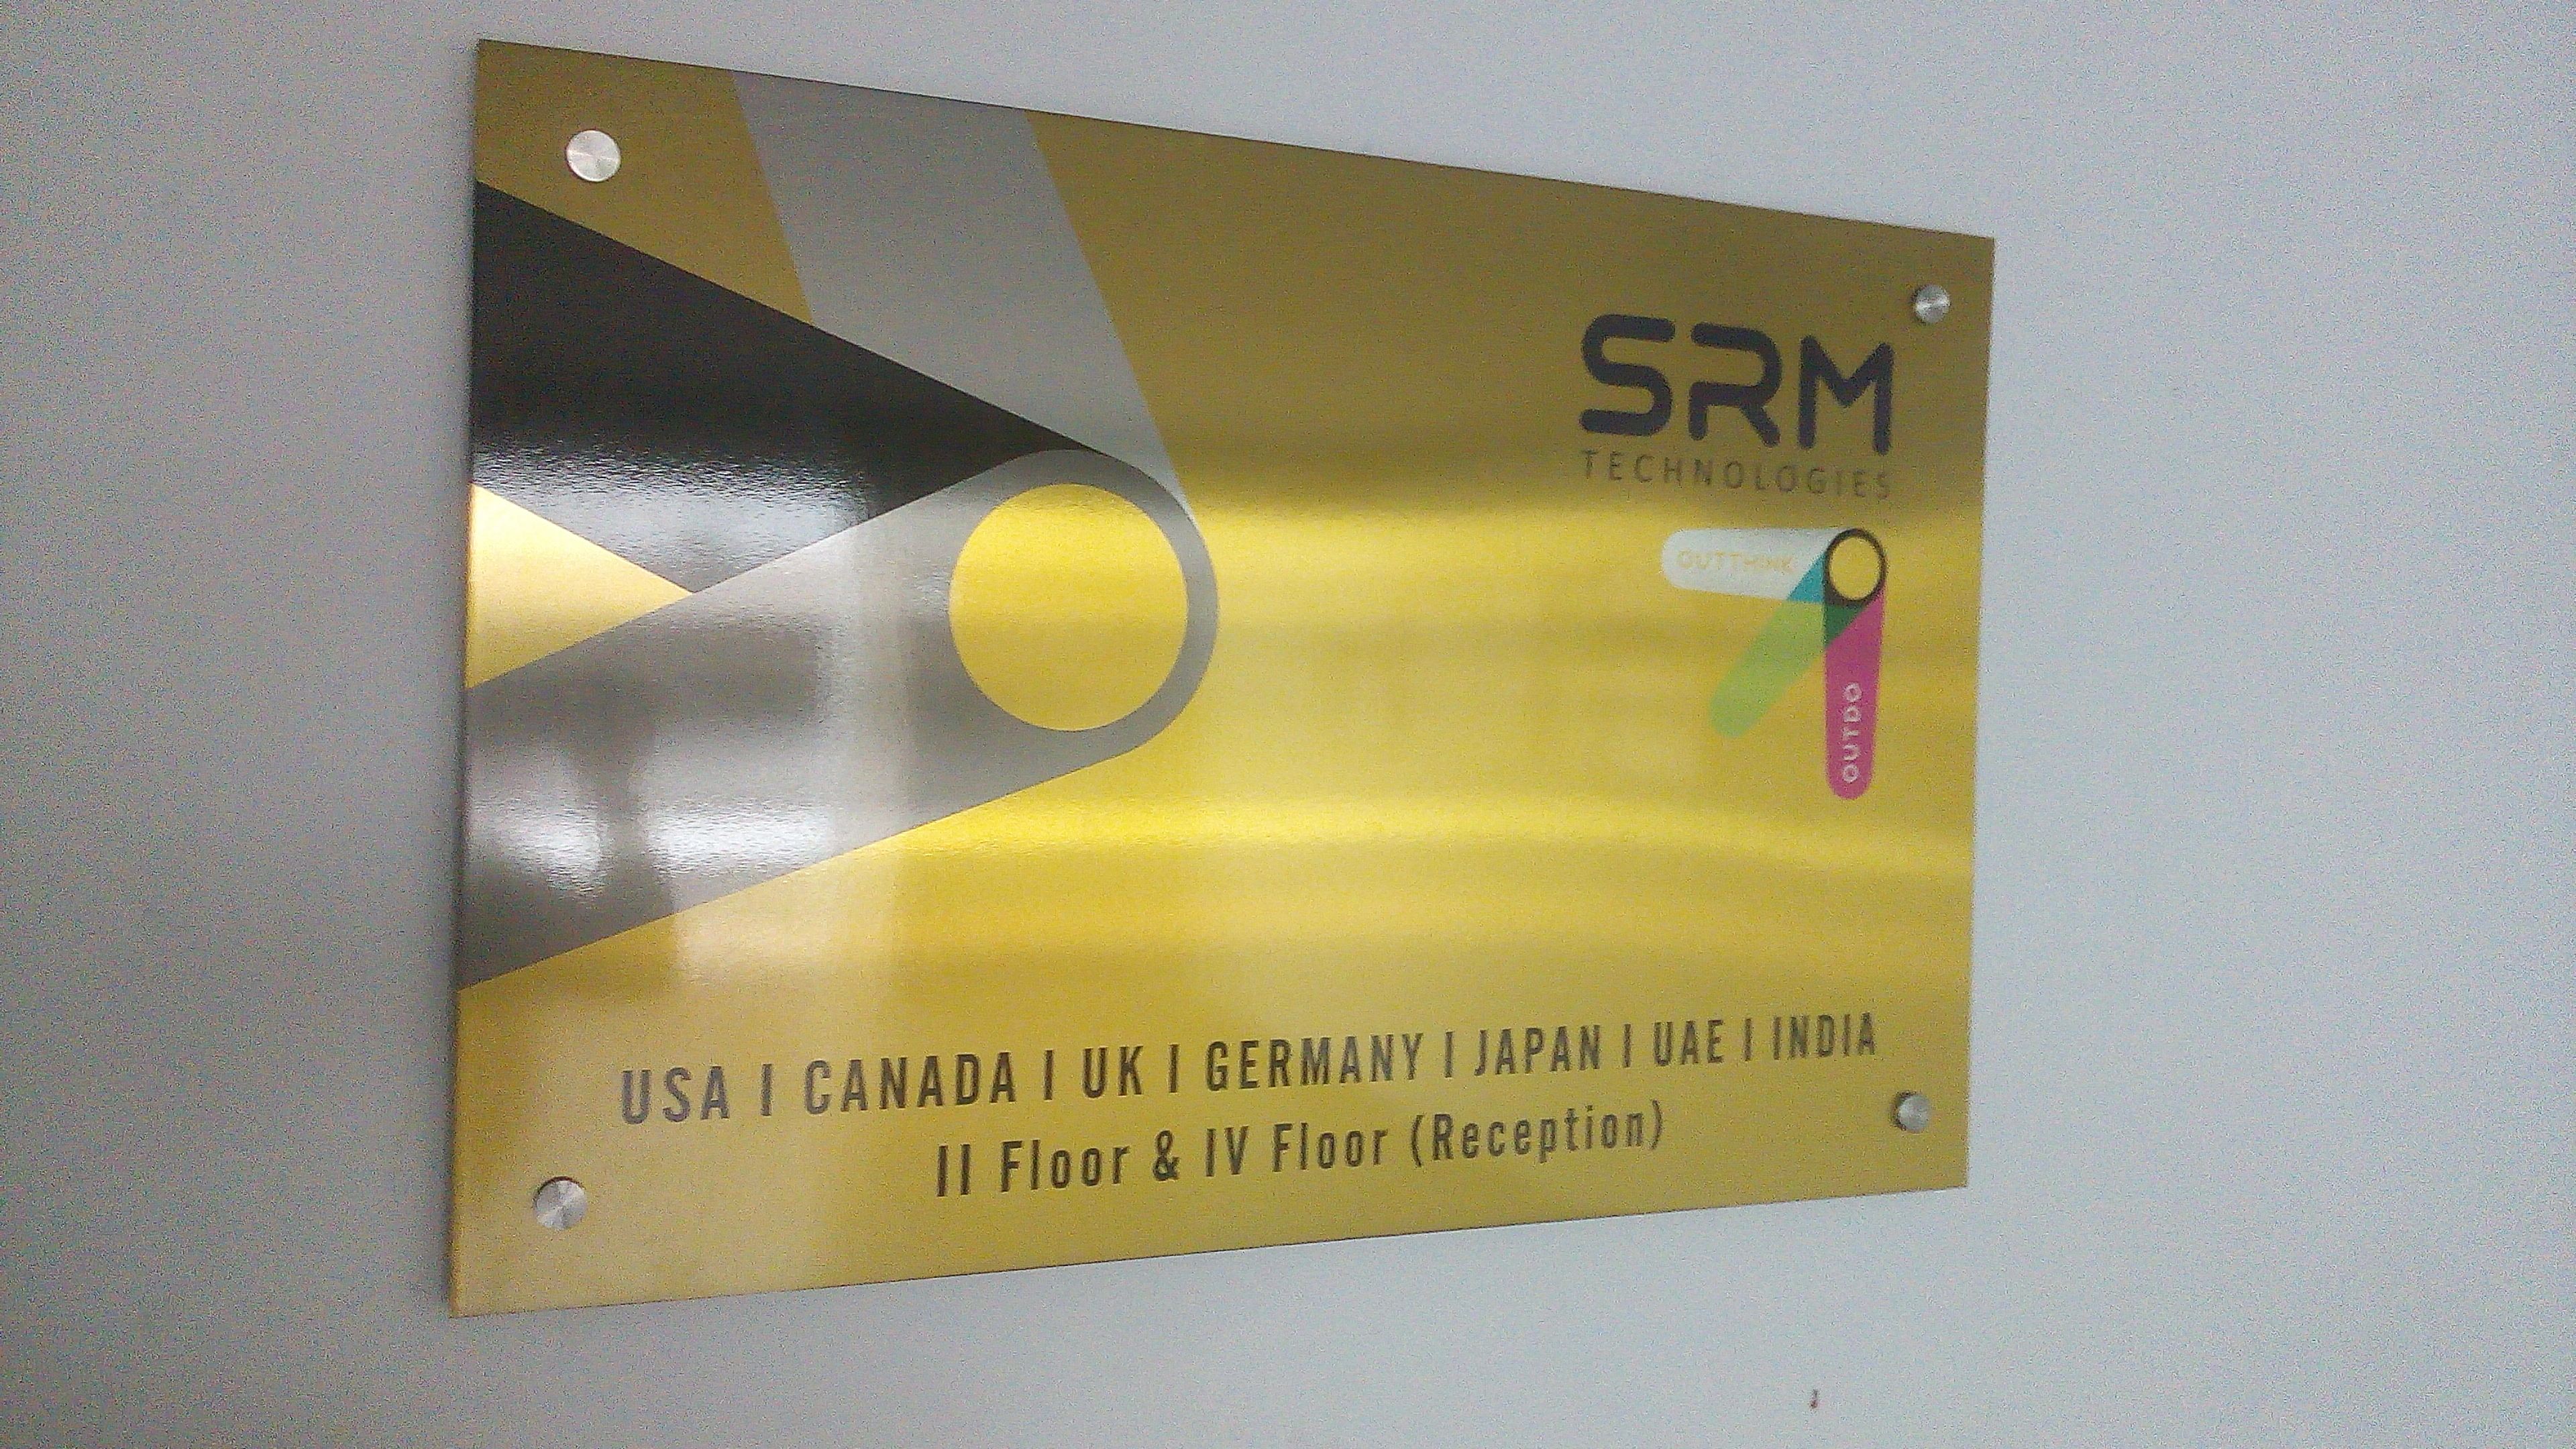 SRM
TECHNOLOGIES
OUTTHINK
OUTDO
USA I CANADA I UK I GERMANY I JAPAN I UAE I INDIA
II Floor & IV Floor (Reception)